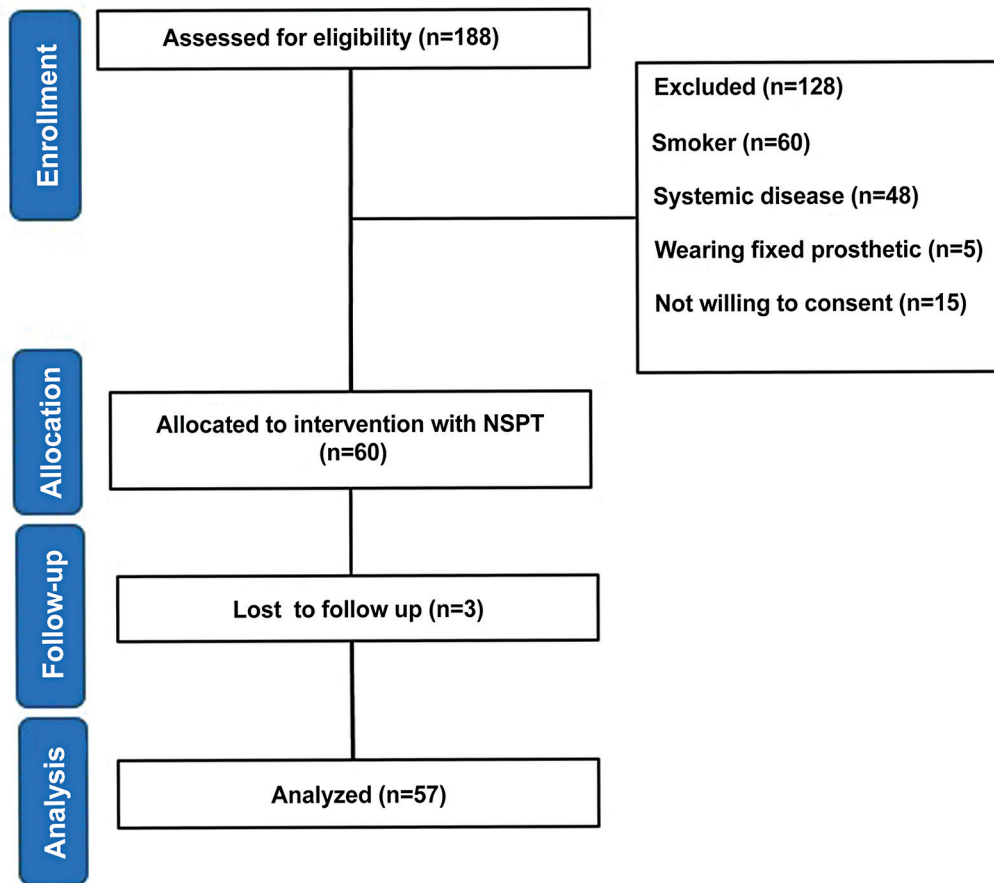 Enrollment
Assessed for eligibility (n=188)
Excluded (n=128)
Smoker (n=60)
Systemic disease (n=48)
Wearing fixed prosthetic (n=5)
Not willing to consent (n=15)
Allocation
Allocated to intervention with NSPT
(n=60)
Follow-up
Lost to follow up (n=3)
Analysis
Analyzed (n=57)